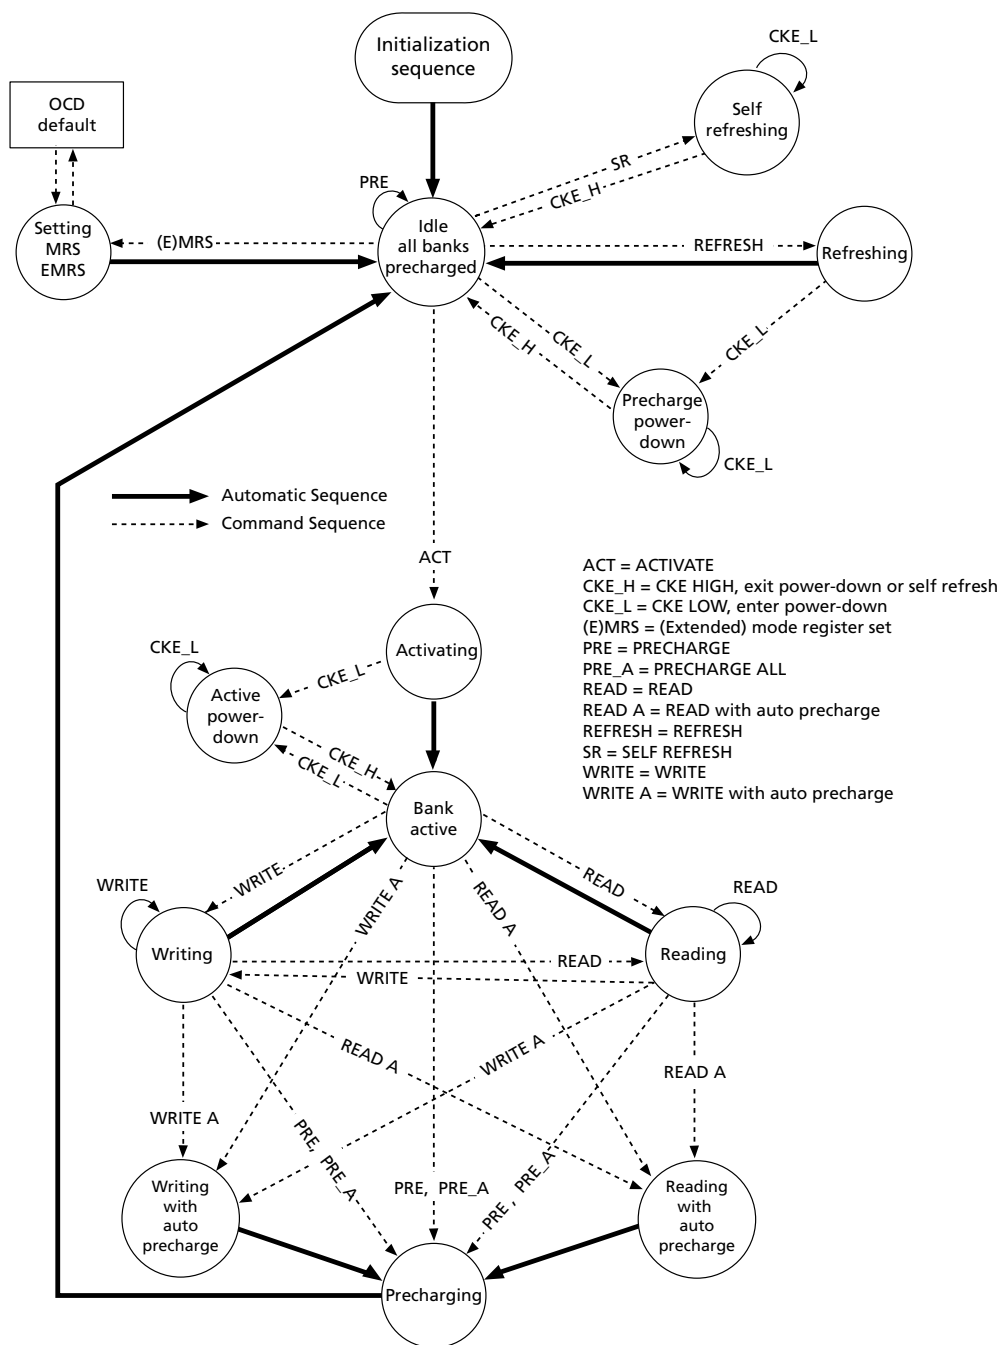 Initialization
sequence
CKE_L
OCD
default
Self
refreshing
SR
PRE
CKE_H
Setting
MRS
EMRS
(E)MRS
Idle
all banks
precharged
REFRESH
Refreshing
CKE_H
CKE_L
CKE_L
Precharge
power-
down
CKE_L
Automatic Sequence
Command Sequence
ACT
ACT = ACTIVATE
CKE_H = CKE HIGH, exit power-down or self refresh
CKE_L = CKE LOW, enter power-down
(E)MRS = (Extended) mode register set
PRE = PRECHARGE
PRE_A = PRECHARGE ALL
READ = READ
READ A = READ with auto precharge
REFRESH = REFRESH
SR = SELF REFRESH
WRITE = WRITE
WRITE A = WRITE with auto precharge
CKE_L
Activating
CKE_L
Active
power-
down
CKE_H
CKE_L
Bank
active
WRITE
WRITE
WRITE A
READ A
READ
READ
Writing
READ
WRITE
Reading
READ A
WRITE A
READ A
WRITE A
PRE, PRE_A
PRE, PRE_A
PRE, PRE_A
Writing
with
auto
precharge
Reading
with
auto
precharge
Precharging